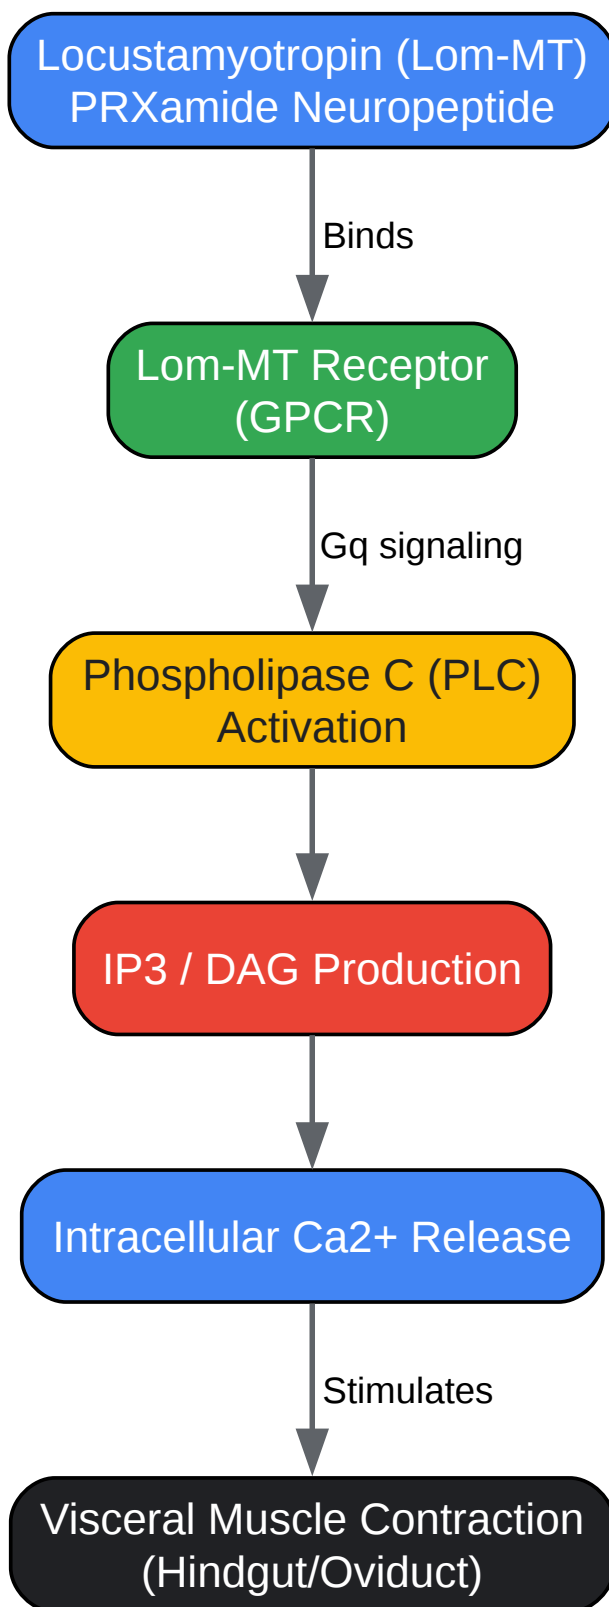 Locustamyotropin (Lom-MT)
PRXamide Neuropeptide
Binds
Lom-MT Receptor
(GPCR)
Gq signaling
Phospholipase C (PLC)
Activation
IP3 / DAG Production
Intracellular Ca2+ Release
Stimulates
Visceral Muscle Contraction
(Hindgut/Oviduct)